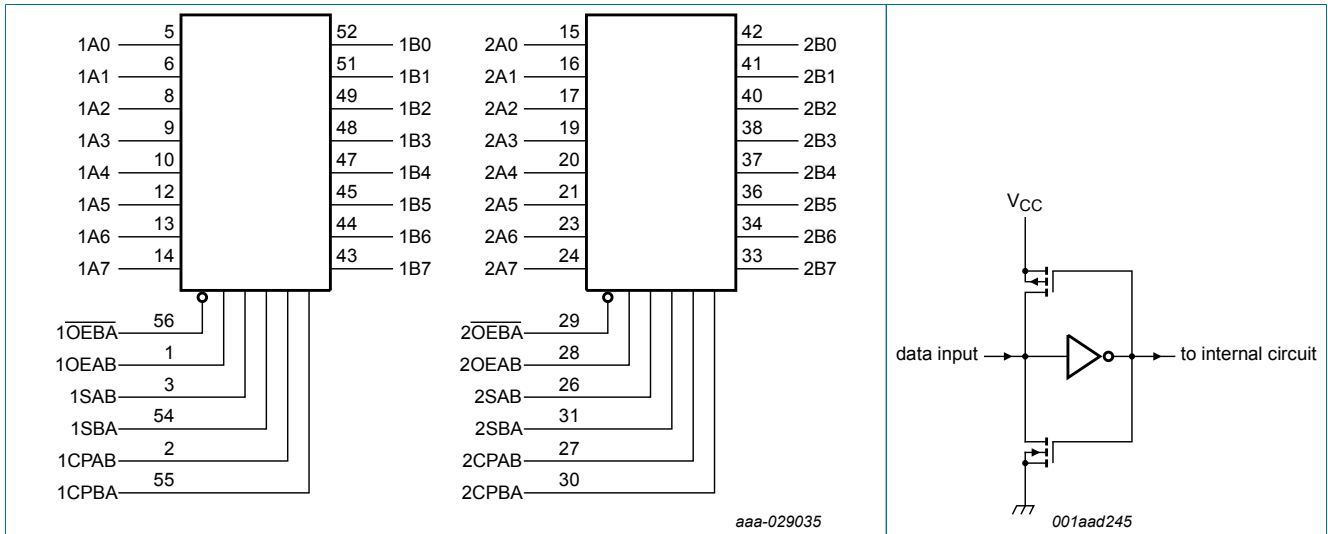 1A0 5 52 1B0 2A0 15 42 2B0
1A1 6 51 1B1 2A1 16 41 2B1
1A2 8 49 1B2 2A2 17 40 2B2
1A3 9 48 1B3 2A3 19 38 2B3
1A4 10 47 1B4 2A4 20 37 2B4
1A5 12 45 1B5 2A5 21 36 2B5
1A6 13 44 1B6 2A6 23 34 2B6
1A7 14 43 1B7 2A7 24 33 2B7
1OEBA 56 2OEBA 29
1OEAB 1 2OEAB 28
1SAB 3 2SAB 26
1SBA 54 2SBA 31
1CPAB 2 2CPAB 27
1CPBA 55 2CPBA 30
aaa-029035
VCC
data input to internal circuit
001aad245